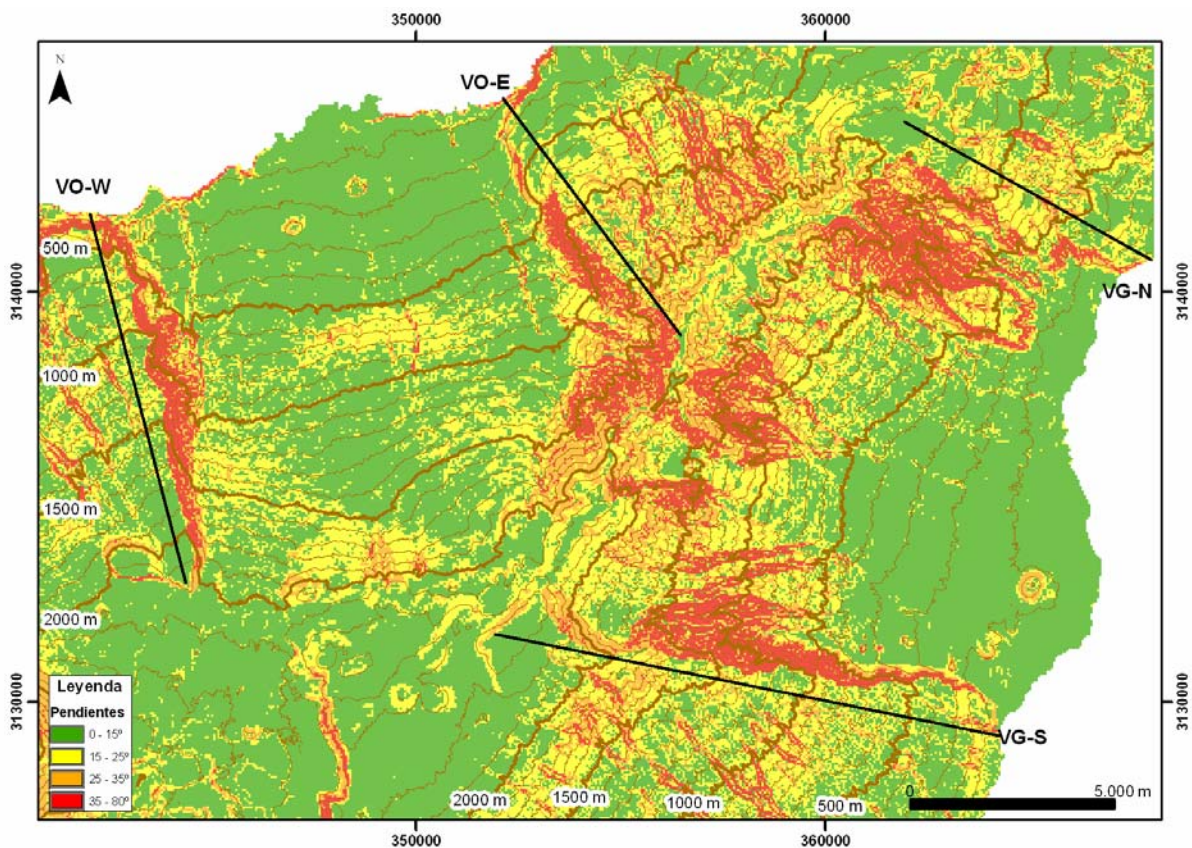 350000
360000
N
VO-E
VO-W
500 m
3140000
3140000
VG-N
1000 m
1500 m
2000 m
Leyenda
Pendientes
0 - 15º
15 - 25º
25 - 35º
35 - 80º
3130000
3130000
VG-S
2000 m
1500 m
1000 m
500 m
0
5.000 m
350000
360000